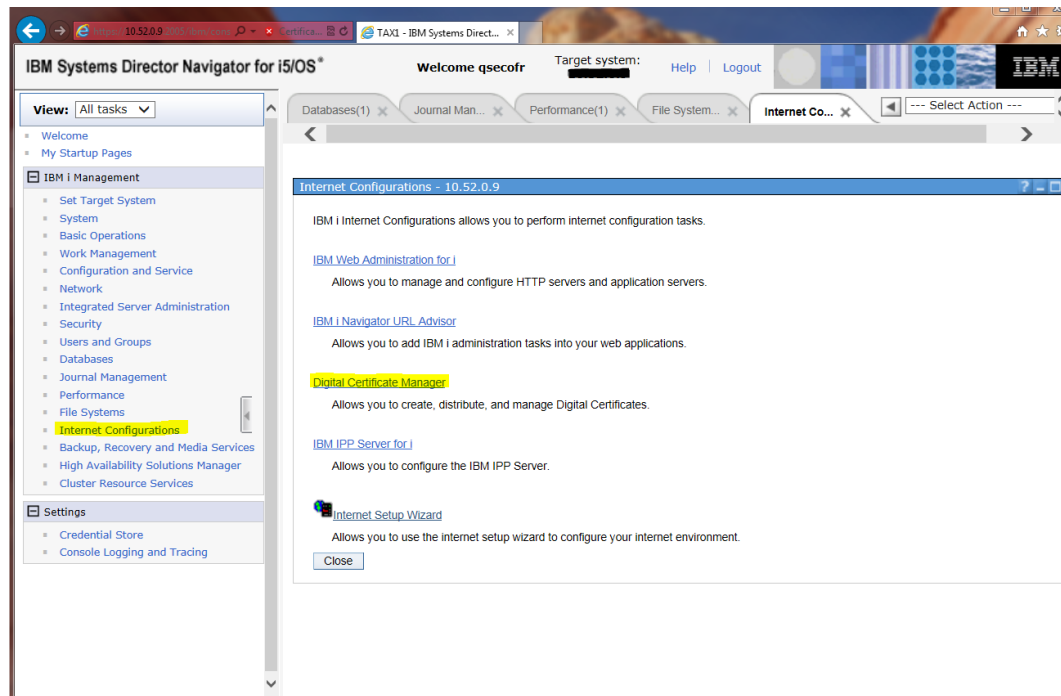 https 10.52.0.9
Certifica...
TAX1 - IBM Systems Direct...
IBM Systems Director Navigator for i5/OS®
Welcome qsecofr
Target system:
Help
Logout
IBM
View: All tasks
Welcome
My Startup Pages
IBM i Management
Set Target System
System
Basic Operations
Work Management
Configuration and Service
Network
Integrated Server Administration
Security
Users and Groups
Databases
Journal Management
Performance
File Systems
Internet Configurations
Backup, Recovery and Media Services
High Availability Solutions Manager
Cluster Resource Services
Settings
Credential Store
Console Logging and Tracing
Databases(1)
Journal Man...
Performance(1)
File System...
Internet Co...
--- Select Action ---
Internet Configurations - 10.52.0.9
IBM i Internet Configurations allows you to perform internet configuration tasks.
IBM Web Administration for i
Allows you to manage and configure HTTP servers and application servers.
IBM i Navigator URL Advisor
Allows you to add IBM i administration tasks into your web applications.
Digital Certificate Manager
Allows you to create, distribute, and manage Digital Certificates.
IBM IPP Server for i
Allows you to configure the IBM IPP Server.
Internet Setup Wizard
Allows you to use the internet setup wizard to configure your internet environment.
Close